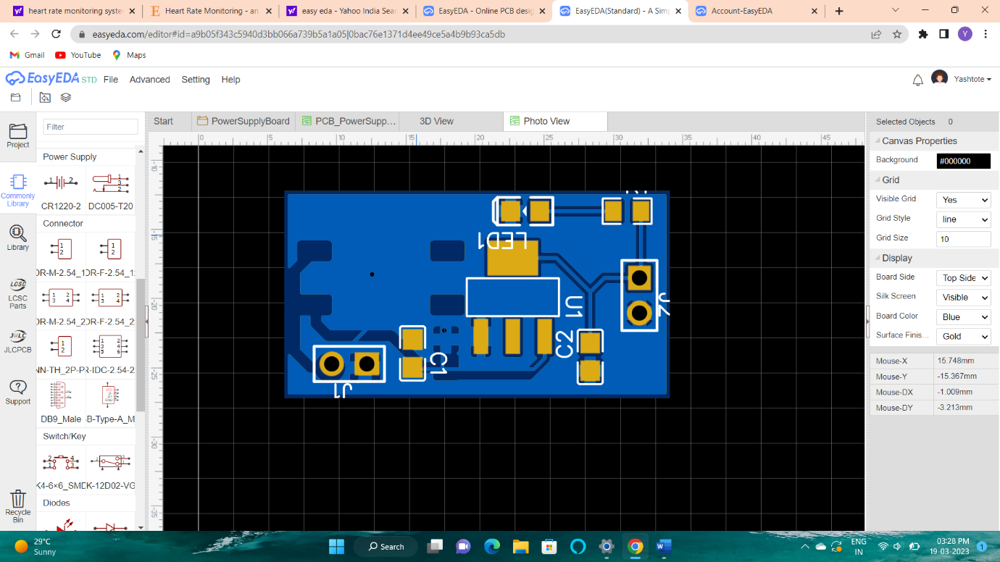 heart rate monitoring syste
Heart Rate Monitoring - an
easy eda - Yahoo India Sea
EasyEDA - Online PCB desig
EasyEDA(Standard) - A Sim
Account-EasyEDA
easyeda.com/editor#id=a9b05f343c5940d3bb066a739b5a1a05|0bac76e1371d4ee49ce5a4b9b93ca5db
Y
Gmail
YouTube
Maps
EasyEDA STD
File
Advanced
Setting
Help
Yashtote
Project
Commonly
Library
Library
LCSC
LCSC
Parts
JLCPCB
Support
Recycle
Bin
Filter
Power Supply
CR1220-2
DC005-T20
Connector
DR-M-2.54_1
DR-F-2.54_1
DR-M-2.54_2
DR-F-2.54_2
NN-TH_2P-P
R-IDC-2.54-2
DB9_Male
B-Type-A_M
Switch/Key
K4-6×6_SMD
K-12D02-VG
Diodes
Start
PowerSupplyBoard
PCB_PowerSupp...
3D View
Photo View
0 5 10 15 20 25 30 35 40 45
-10
-15
-20
-25
-30
-35
LED1
U1
C2
C1
J1
Selected Objects 0
Canvas Properties
Background #000000
Grid
Visible Grid Yes
Grid Style line
Grid Size 10
Display
Board Side Top Side
Silk Screen Visible
Board Color Blue
Surface Finis... Gold
Mouse-X 15.748mm
Mouse-Y -15.367mm
Mouse-DX -1.009mm
Mouse-DY -3.213mm
29°C
Sunny
Search
ENG
IN
03:28 PM
19-03-2023
1